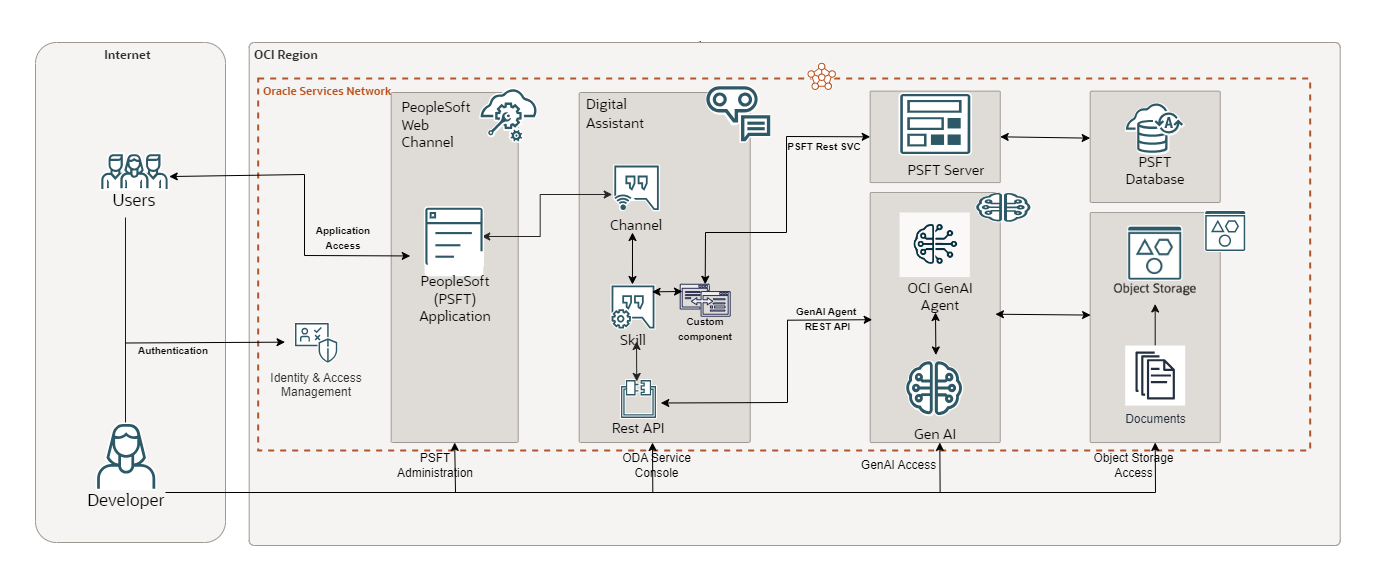 Internet
OCI Region
Oracle Services Network
PeopleSoft
Web
Channel
Digital
Assistant
PSFT Rest SVC
PSFT Server
A
PSFT
Database
Users
Application
Access
PeopleSoft
(PSFT)
Application
Channel
Skill
Custom
component
Rest API
GenAI Agent
REST API
OCI GenAI
Agent
Gen AI
Object Storage
Documents
Authentication
Identity & Access
Management
Developer
PSFT
Administration
ODA Service
Console
GenAI Access
Object Storage
Access